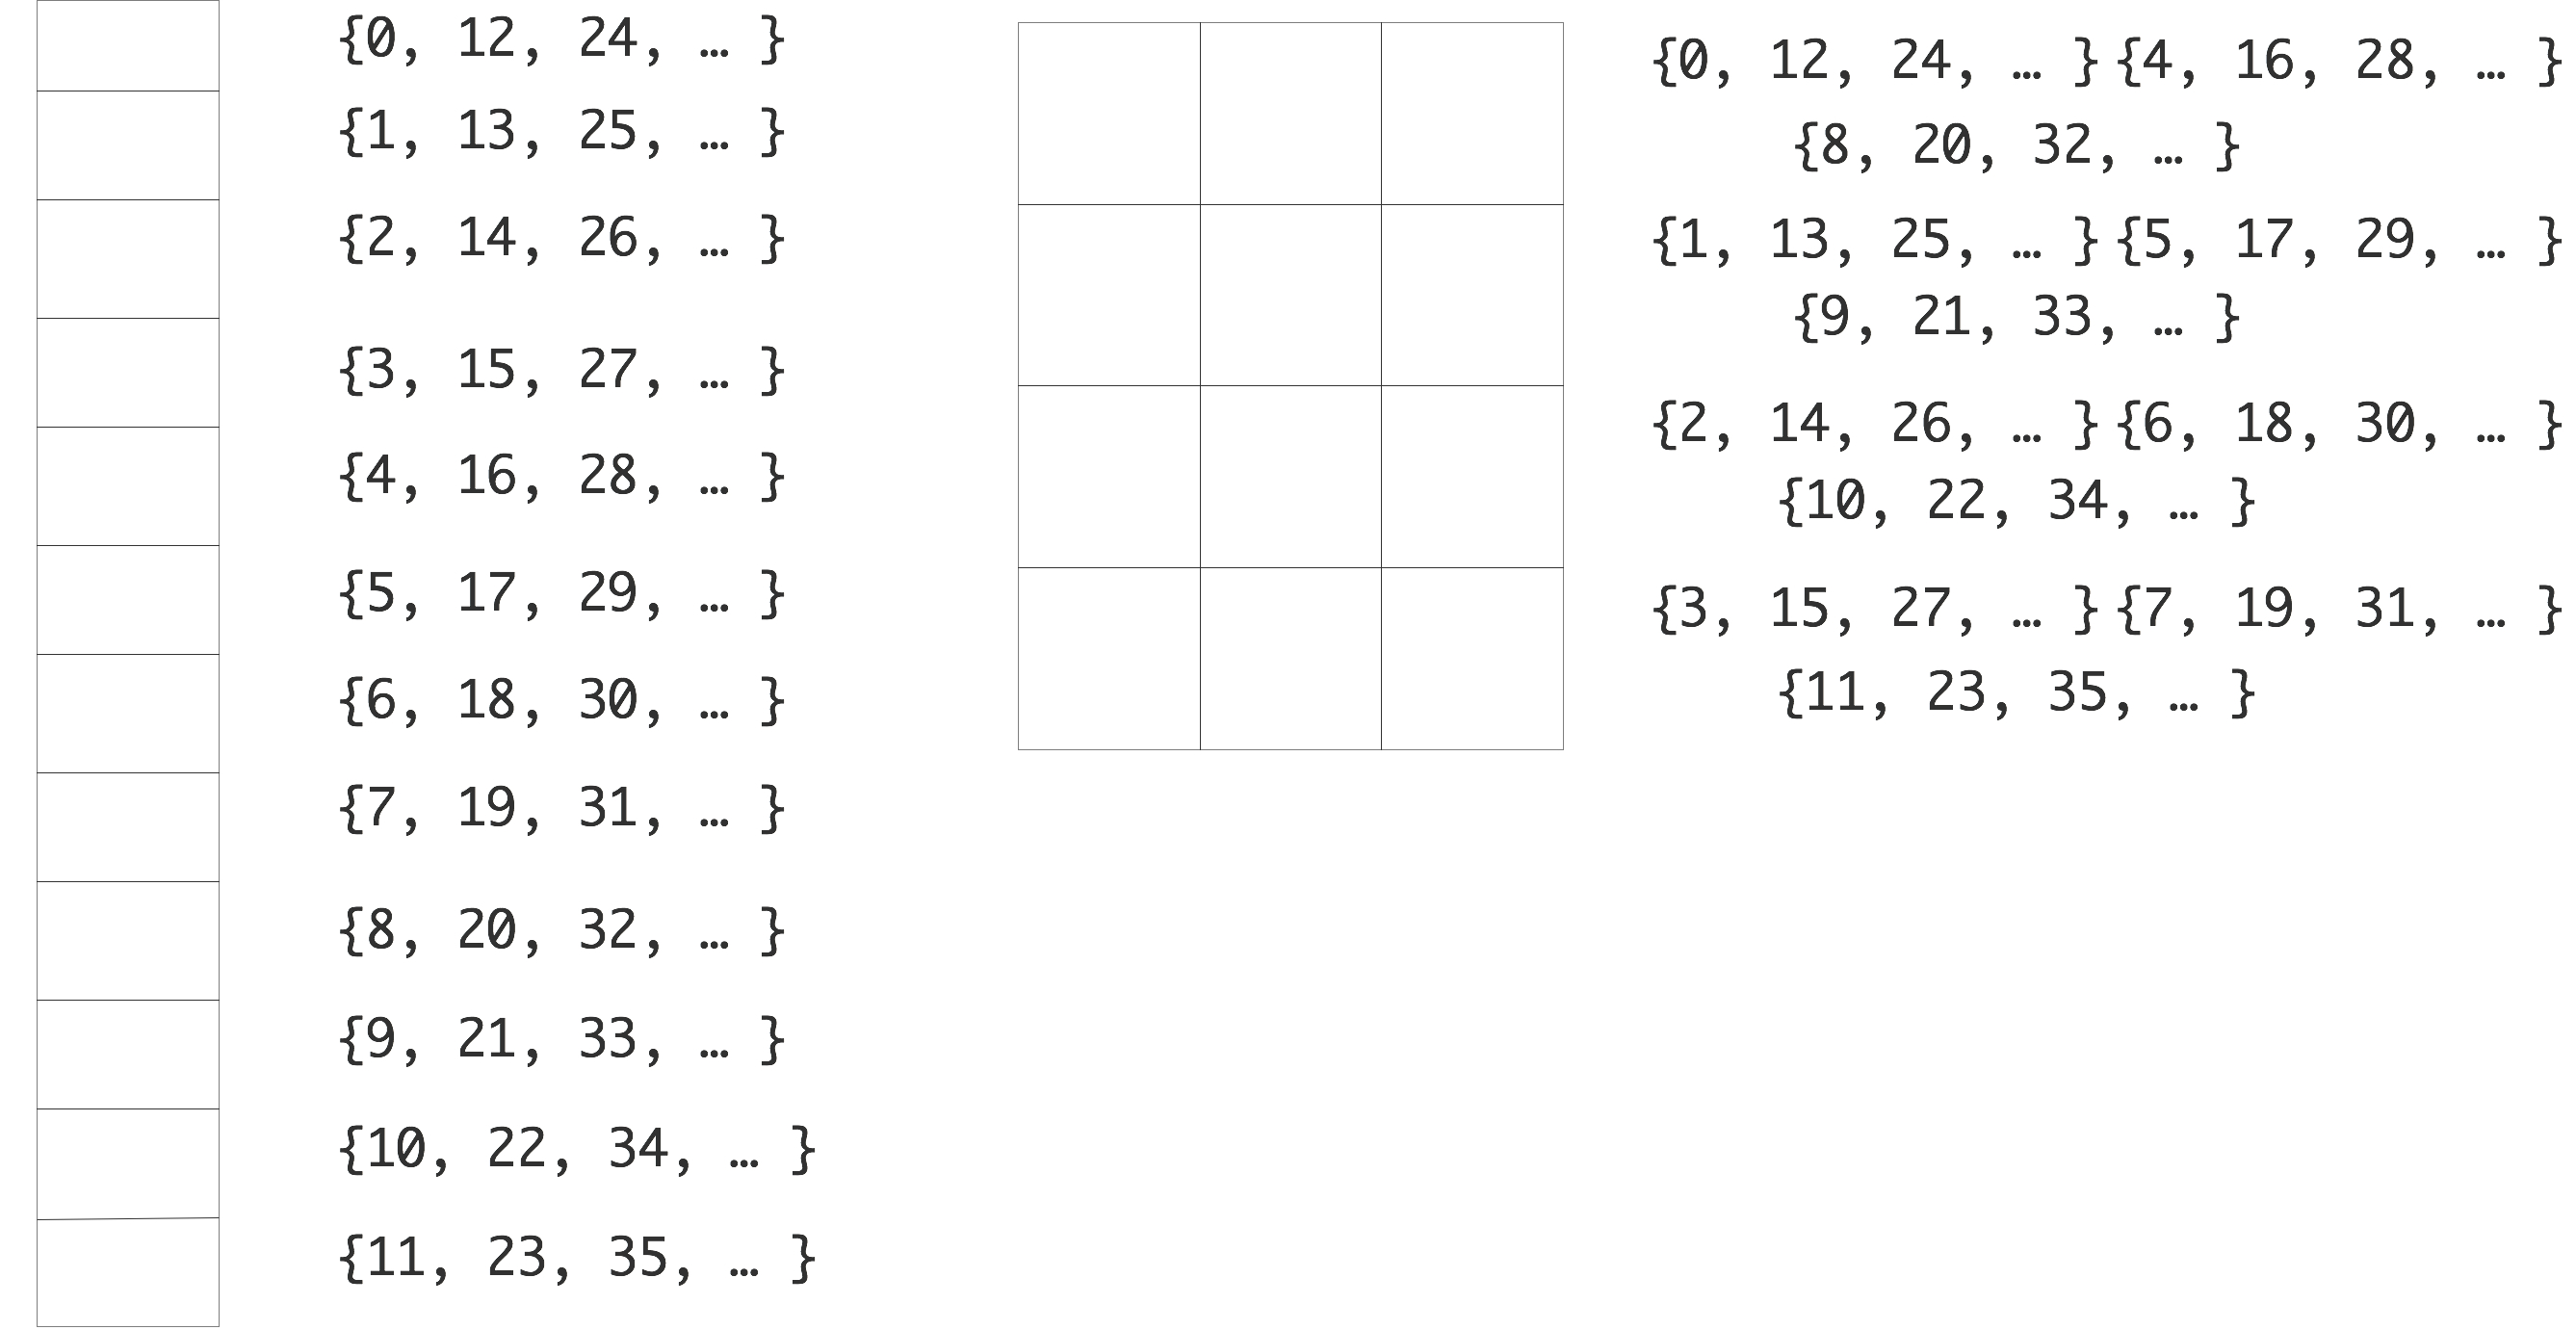 {0, 12, 24, … }
{1, 13, 25, … }
{2, 14, 26, … }
{3, 15, 27, … }
{4, 16, 28, … }
{5, 17, 29, … }
{6, 18, 30, … }
{7, 19, 31, … }
{8, 20, 32, … }
{9, 21, 33, … }
{10, 22, 34, … }
{11, 23, 35, … }
{0, 12, 24, … } {4, 16, 28, … }
{8, 20, 32, … }
{1, 13, 25, … } {5, 17, 29, … }
{9, 21, 33, … }
{2, 14, 26, … } {6, 18, 30, … }
{10, 22, 34, … }
{3, 15, 27, … } {7, 19, 31, … }
{11, 23, 35, … }